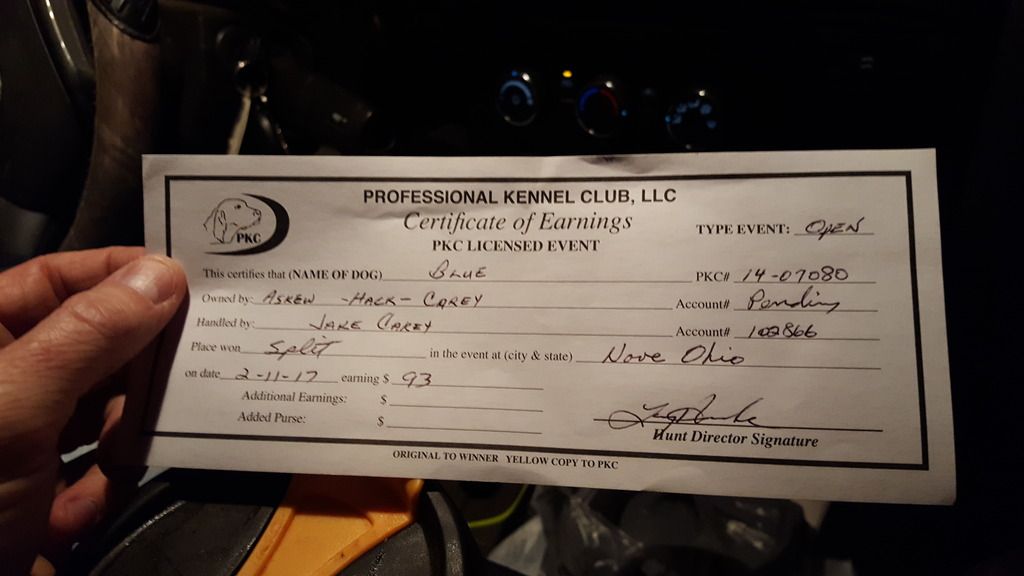 PROFESSIONAL KENNEL CLUB, LLC
Certificate of Earnings
PKC LICENSED EVENT
PKC
TYPE EVENT: OPEN
This certifies that (NAME OF DOG) BLUE PKC# 14-07080
Owned by: ASKEW -HACK- CAREY Account# Pending
Handled by: JAKE CAREY Account# 102866
Place won Split in the event at (city & state) Nova Ohio
on date 2-11-17 earning $ 93
Additional Earnings: $
Added Purse: $
Hunt Director Signature
ORIGINAL TO WINNER YELLOW COPY TO PKC